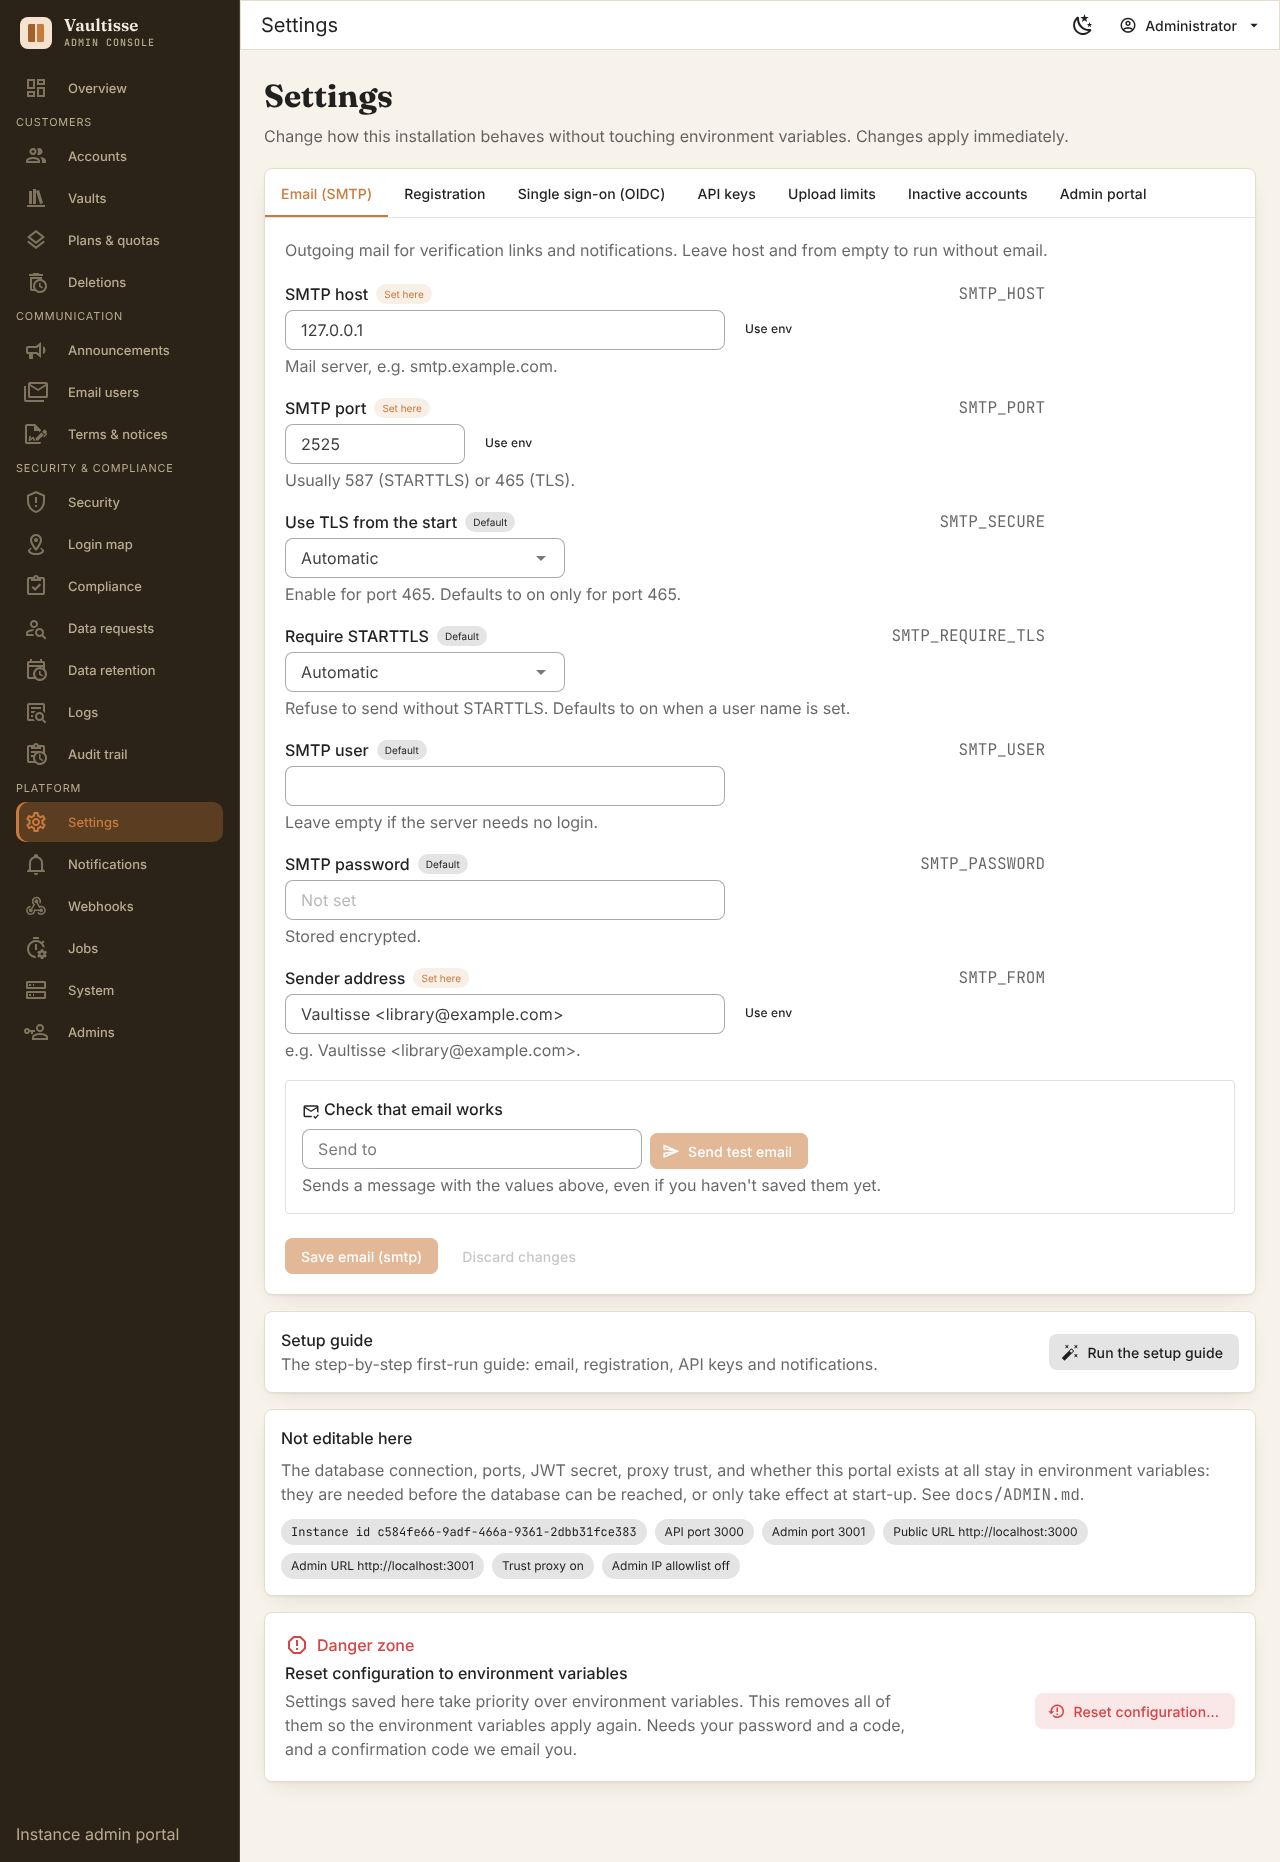 Vaultisse
ADMIN CONSOLE
Overview
CUSTOMERS
Accounts
Vaults
Plans & quotas
Deletions
COMMUNICATION
Announcements
Email users
Terms & notices
SECURITY & COMPLIANCE
Security
Login map
Compliance
Data requests
Data retention
Logs
Audit trail
PLATFORM
Settings
Notifications
Webhooks
Jobs
System
Admins
Instance admin portal
Settings
Administrator
Settings
Change how this installation behaves without touching environment variables. Changes apply immediately.
Email (SMTP) Registration Single sign-on (OIDC) API keys Upload limits Inactive accounts Admin portal
Outgoing mail for verification links and notifications. Leave host and from empty to run without email.
SMTP host Set here SMTP_HOST
127.0.0.1 Use env
Mail server, e.g. smtp.example.com.
SMTP port Set here SMTP_PORT
2525 Use env
Usually 587 (STARTTLS) or 465 (TLS).
Use TLS from the start Default SMTP_SECURE
Automatic
Enable for port 465. Defaults to on only for port 465.
Require STARTTLS Default SMTP_REQUIRE_TLS
Automatic
Refuse to send without STARTTLS. Defaults to on when a user name is set.
SMTP user Default SMTP_USER
Leave empty if the server needs no login.
SMTP password Default SMTP_PASSWORD
Not set
Stored encrypted.
Sender address Set here SMTP_FROM
Vaultisse <library@example.com> Use env
e.g. Vaultisse <library@example.com>.
Check that email works
Send to Send test email
Sends a message with the values above, even if you haven't saved them yet.
Save email (smtp) Discard changes
Setup guide
The step-by-step first-run guide: email, registration, API keys and notifications.
Run the setup guide
Not editable here
The database connection, ports, JWT secret, proxy trust, and whether this portal exists at all stay in environment variables:
they are needed before the database can be reached, or only take effect at start-up. See docs/ADMIN.md.
Instance id c584fe66-9adf-466a-9361-2dbb31fce383 API port 3000 Admin port 3001 Public URL http://localhost:3000
Admin URL http://localhost:3001 Trust proxy on Admin IP allowlist off
Danger zone
Reset configuration to environment variables
Settings saved here take priority over environment variables. This removes all of
them so the environment variables apply again. Needs your password and a code,
and a confirmation code we email you.
Reset configuration...